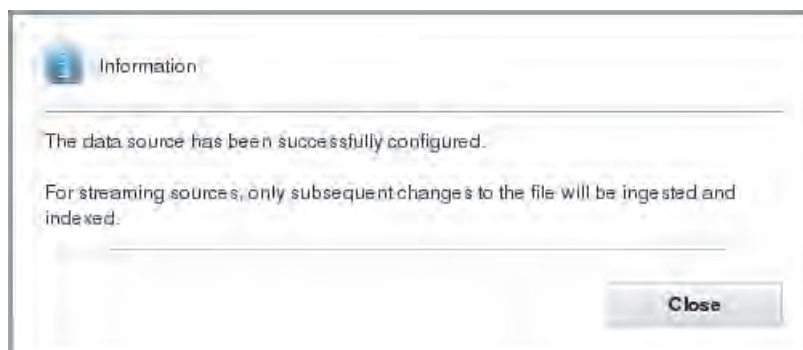 Information
The data source has been successfully configured.
For streaming sources, only subsequent changes to the file will be ingested and
indexed.
Close